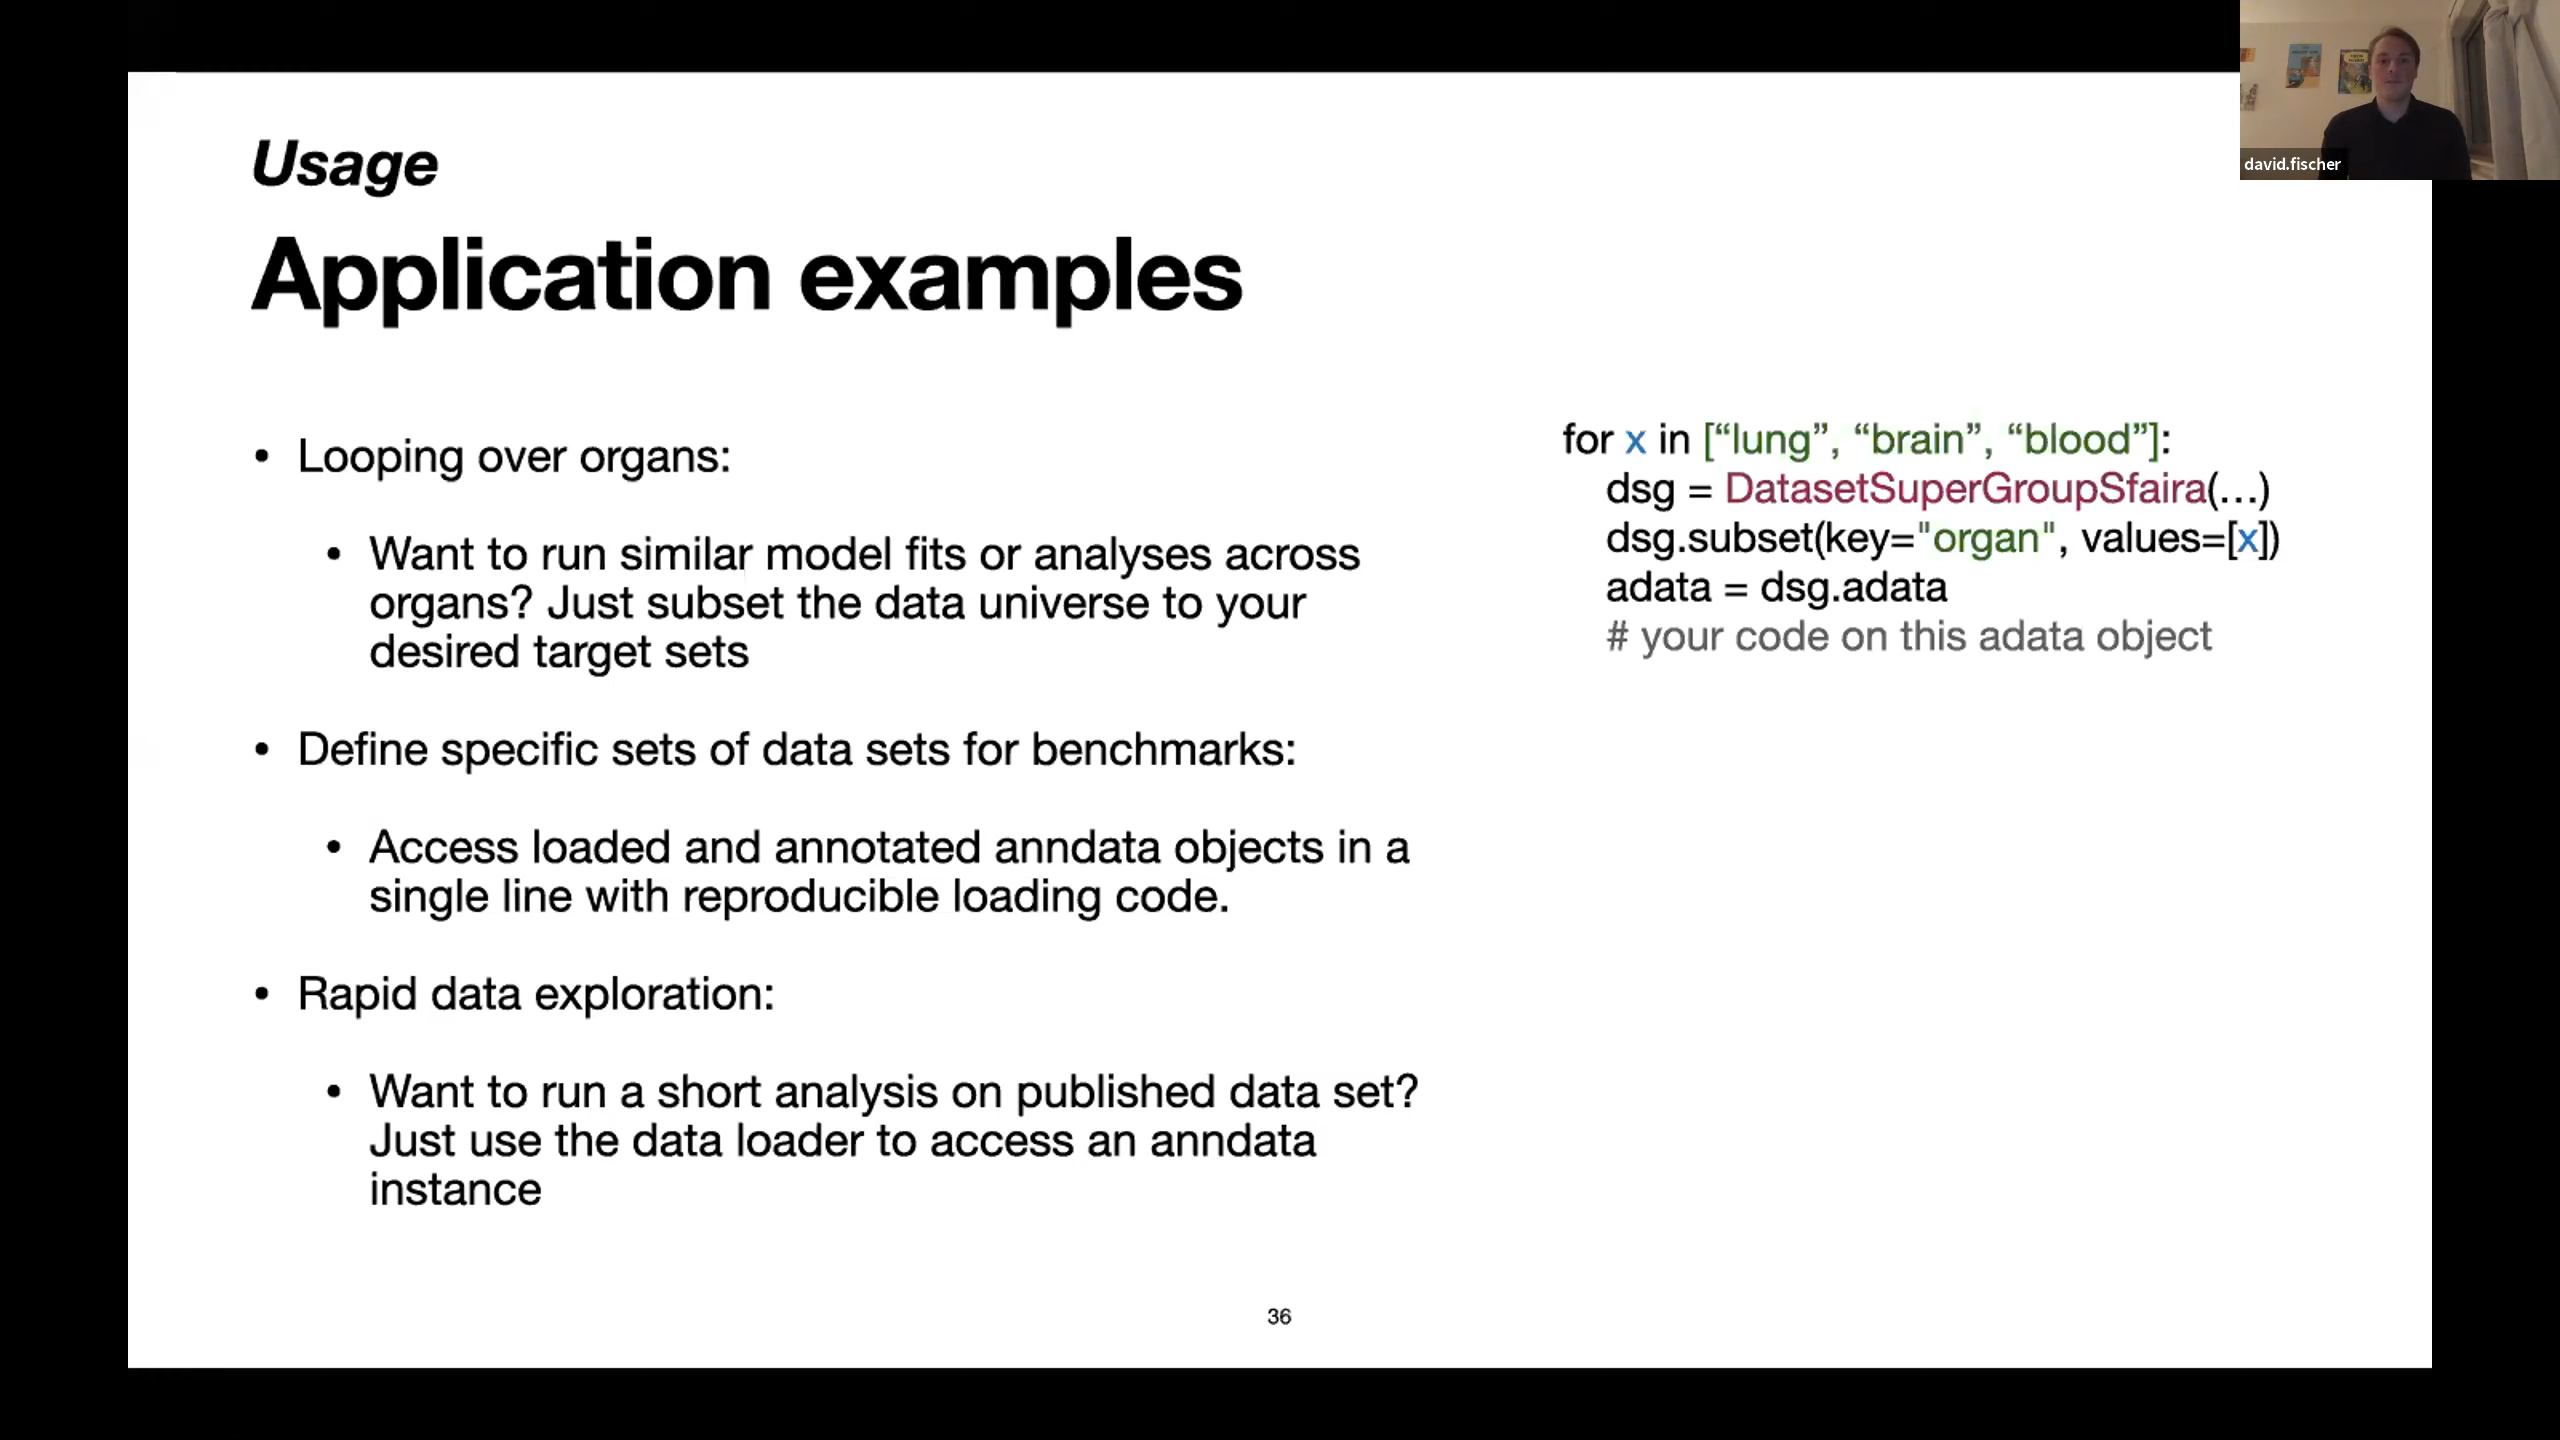 Usage
Application examples
• Looping over organs:
• Want to run similar model fits or analyses across
organs? Just subset the data universe to your
desired target sets
• Define specific sets of data sets for benchmarks:
• Access loaded and annotated anndata objects in a
single line with reproducible loading code.
• Rapid data exploration:
• Want to run a short analysis on published data set?
Just use the data loader to access an anndata
instance
for x in [“lung”, “brain”, “blood”]:
dsg = DatasetSuperGroupSfaira(…)
dsg.subset(key="organ", values=[x])
adata = dsg.adata
# your code on this adata object
36
david.fischer